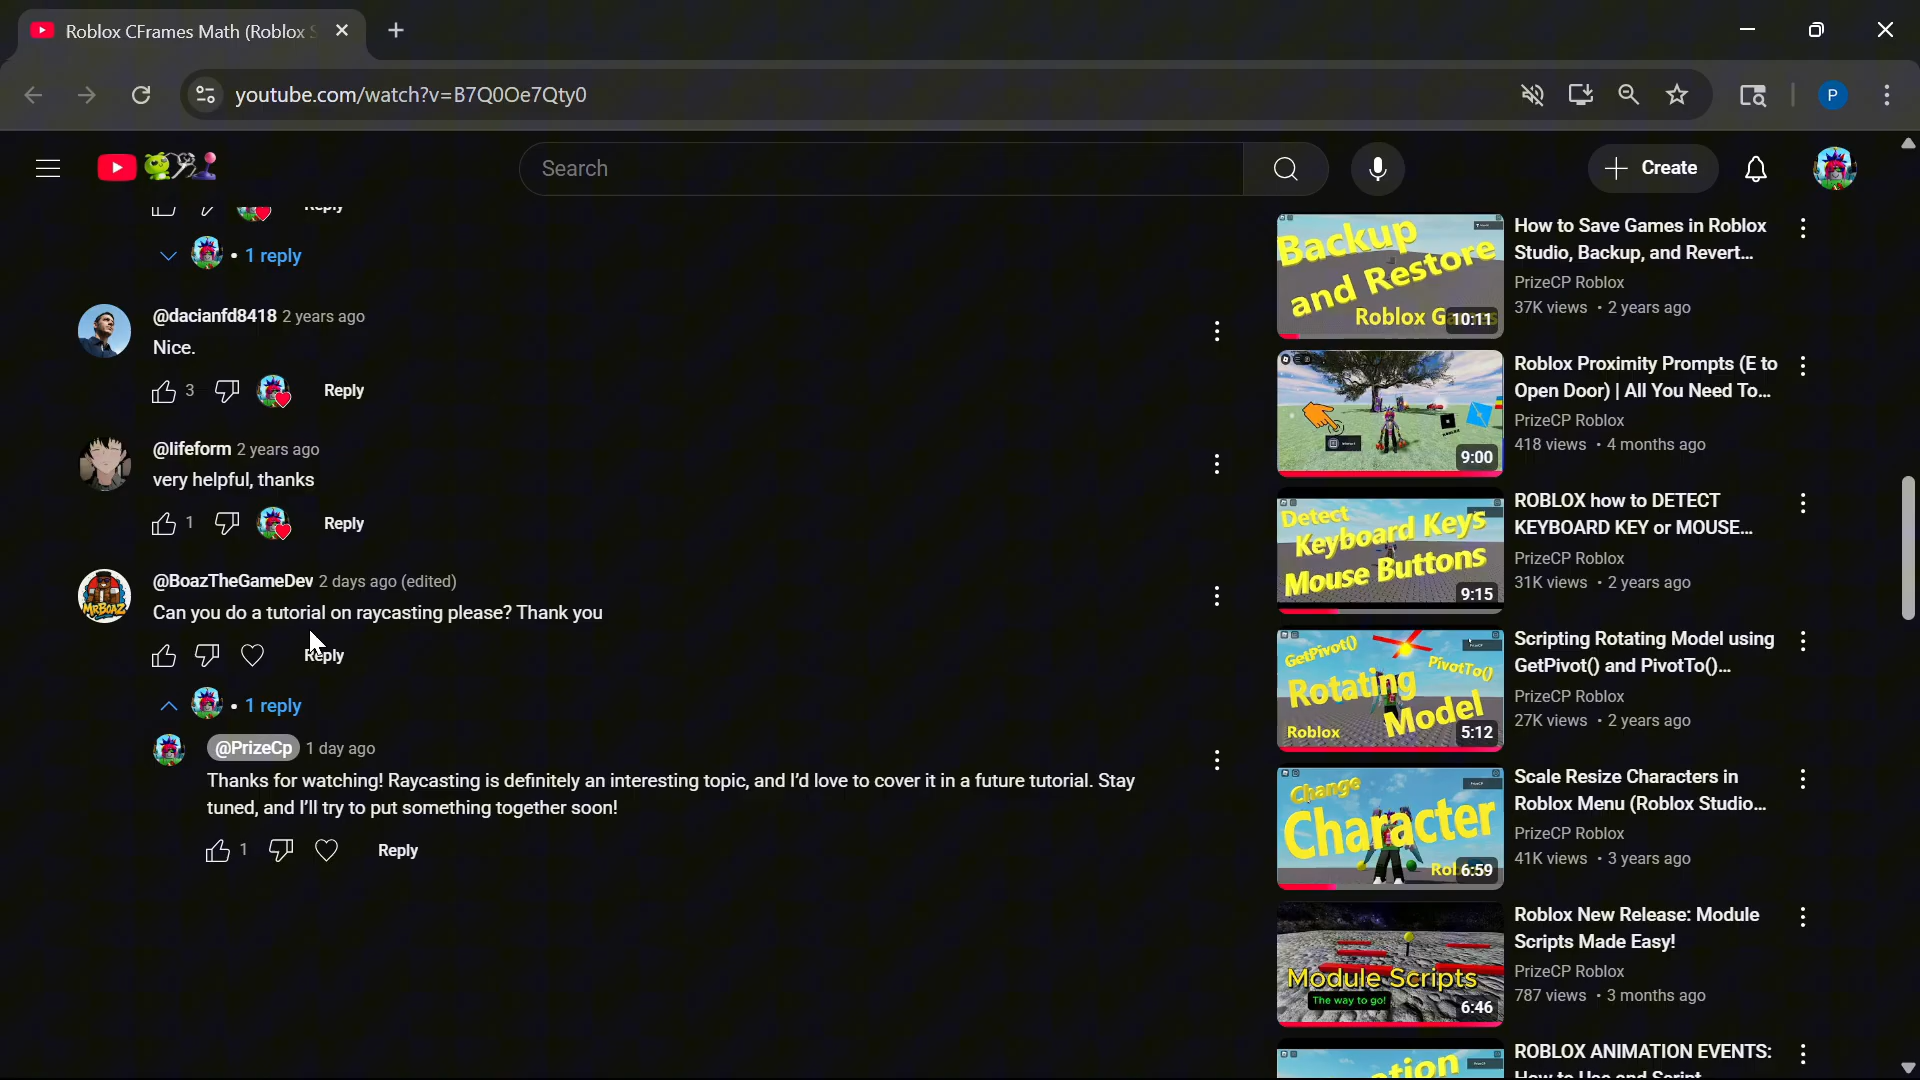 Roblox CFrames Math (Roblox S
youtube.com/watch?v=B7Q0Oe7Qty0
P
Search
Create
Reply
1 reply
@dacianfd8418 2 years ago
Nice.
3
Reply
@lifeform 2 years ago
very helpful, thanks
1
Reply
MRBOAZ
@BoazTheGameDev 2 days ago (edited)
Can you do a tutorial on raycasting please? Thank you
Reply
1 reply
@PrizeCp 1 day ago
Thanks for watching! Raycasting is definitely an interesting topic, and I'd love to cover it in a future tutorial. Stay
tuned, and I'll try to put something together soon!
1
Reply
Backup
and Restore
Roblox G
10:11
How to Save Games in Roblox
Studio, Backup, and Revert...
PrizeCP Roblox
37K views • 2 years ago
9:00
Roblox Proximity Prompts (E to
Open Door) | All You Need To...
PrizeCP Roblox
418 views • 4 months ago
Detect
Keyboard Keys
Mouse Buttons
9:15
ROBLOX how to DETECT
KEYBOARD KEY or MOUSE...
PrizeCP Roblox
31K views • 2 years ago
GetPivot()
PivotTo()
Rotating
Model
Roblox
5:12
Scripting Rotating Model using
GetPivot() and PivotTo()...
PrizeCP Roblox
27K views • 2 years ago
Change
Character
Rob
6:59
Scale Resize Characters in
Roblox Menu (Roblox Studio...
PrizeCP Roblox
41K views • 3 years ago
Module Scripts
The way to go!
6:46
Roblox New Release: Module
Scripts Made Easy!
PrizeCP Roblox
787 views • 3 months ago
ROBLOX ANIMATION EVENTS:
How to Use and Script